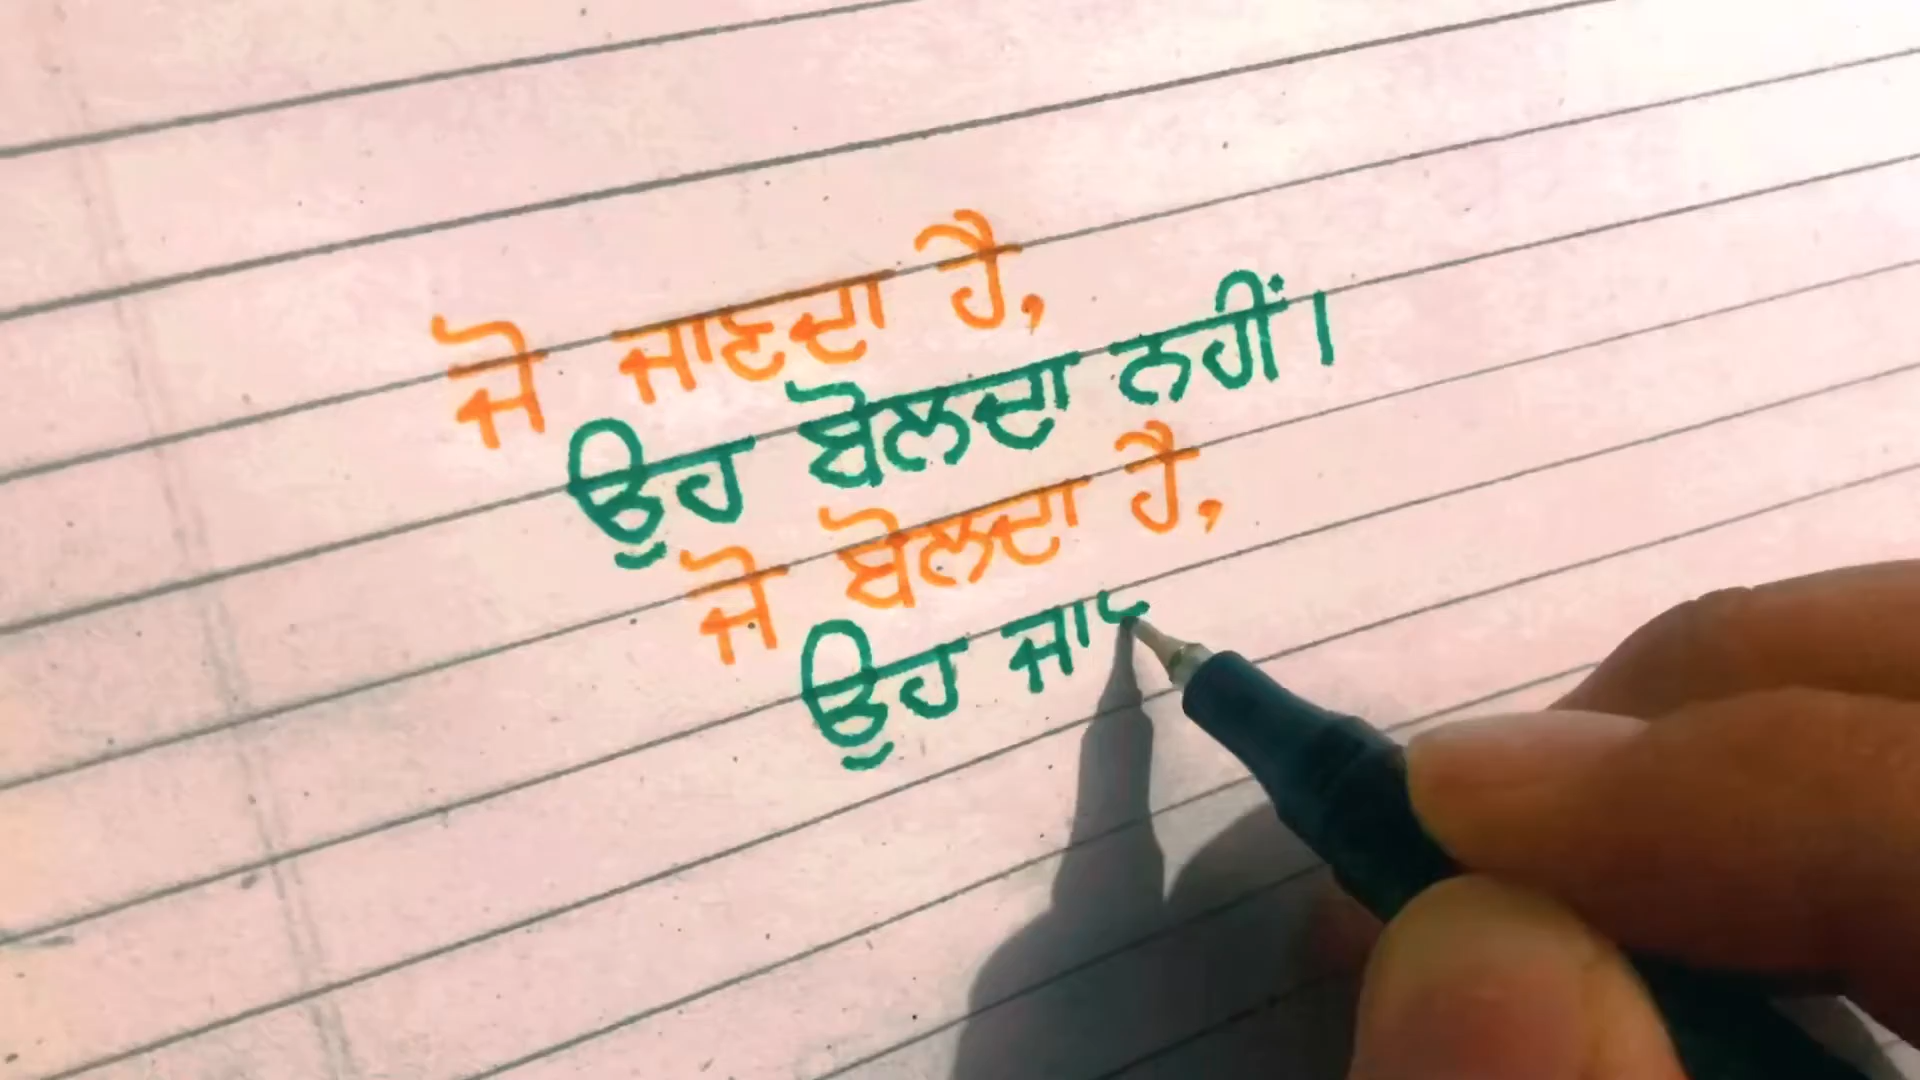 ਜੋ ਜਾਣਦਾ ਹੈ,
ਉਹ ਬੋਲਦਾ ਨਹੀਂ।
ਜੋ ਬੋਲਦਾ ਹੈ,
ਉਹ ਜਾ